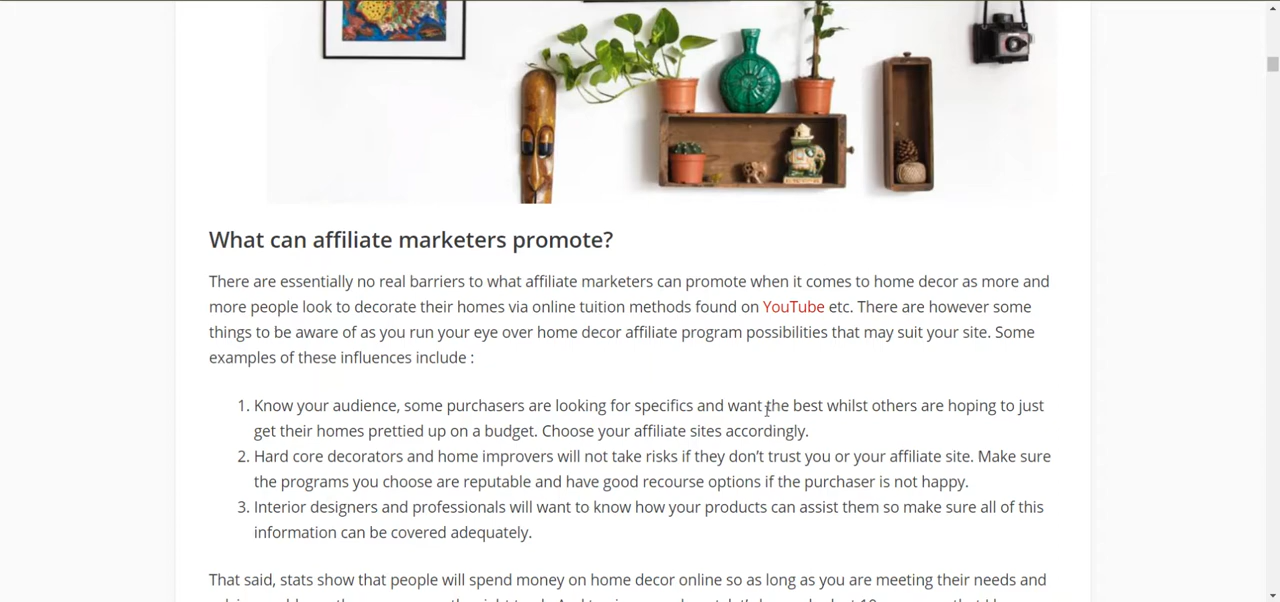 What can affiliate marketers promote?
There are essentially no real barriers to what affiliate marketers can promote when it comes to home decor as more and
more people look to decorate their homes via online tuition methods found on YouTube etc. There are however some
things to be aware of as you run your eye over home decor affiliate program possibilities that may suit your site. Some
examples of these influences include :
1. Know your audience, some purchasers are looking for specifics and want the best whilst others are hoping to just
get their homes prettied up on a budget. Choose your affiliate sites accordingly.
2. Hard core decorators and home improvers will not take risks if they don’t trust you or your affiliate site. Make sure
the programs you choose are reputable and have good recourse options if the purchaser is not happy.
3. Interior designers and professionals will want to know how your products can assist them so make sure all of this
information can be covered adequately.
That said, stats show that people will spend money on home decor online so as long as you are meeting their needs and